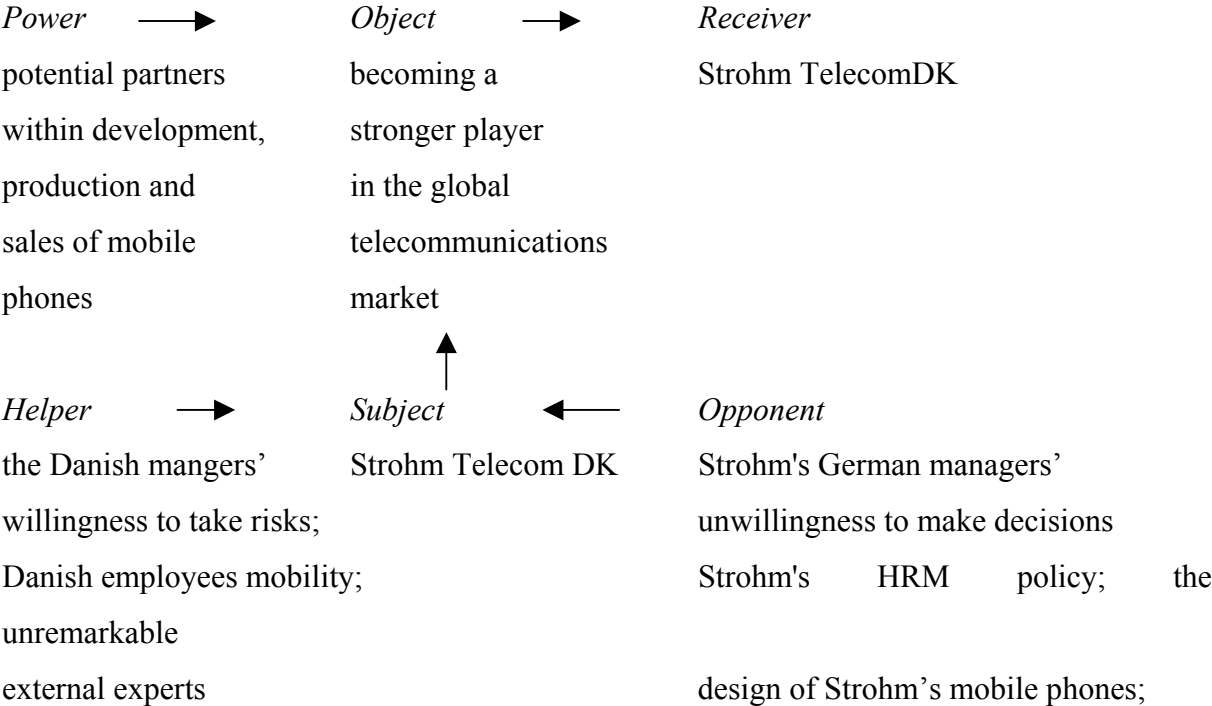 Power Object Receiver
potential partners becoming a Strohm TelecomDK
within development, stronger player
production and in the global
sales of mobile telecommunications
phones market
Helper Subject Opponent
the Danish mangers’ Strohm Telecom DK Strohm's German managers’
willingness to take risks; unwillingness to make decisions
Danish employees mobility; Strohm's HRM policy; the
unremarkable
external experts design of Strohm’s mobile phones;